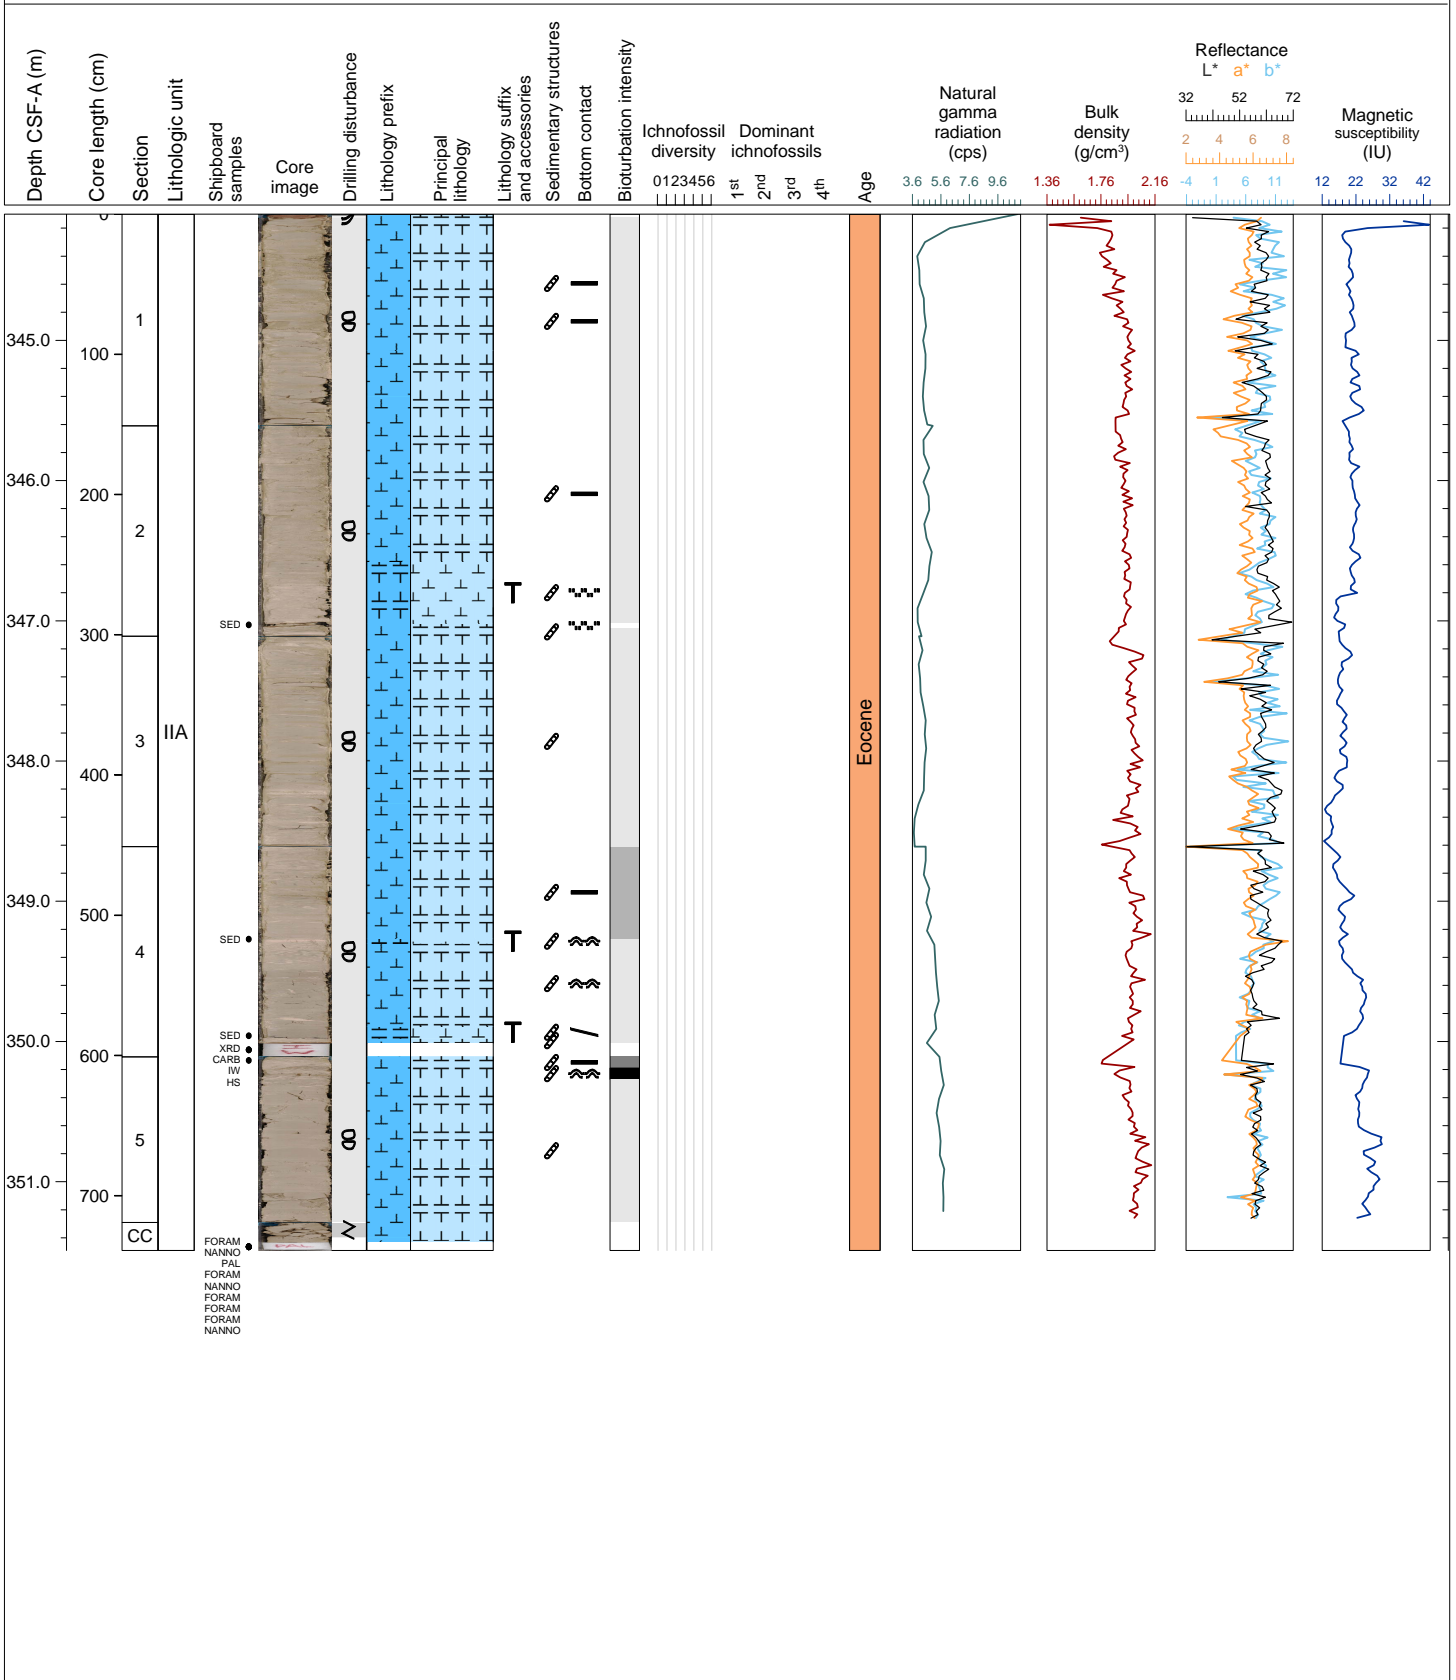 Depth CSF-A (m)
Core length (cm)
Section
Lithologic unit
Shipboard
samples
Core
image
Drilling disturbance
Lithology prefix
Principal
lithology
Lithology suffix
and accessories
Sedimentary structures
Bottom contact
Bioturbation intensity
Ichnofossil
diversity
0123456
Dominant
ichnofossils
1st
2nd
3rd
4th
Age
Natural
gamma
radiation
(cps)
3.6 5.6 7.6 9.6
Bulk
density
(g/cm³)
1.36 1.76 2.16
Reflectance
L* a* b*
32 52 72
2 4 6 8
-4 1 6 11
Magnetic
susceptibility
(IU)
12 22 32 42
0
1
345.0
100
346.0
200
2
T
347.0
300
SED
IIA
3
Eocene
348.0
400
349.0
500
SED
T
4
SED
T
350.0
XRD
600
CARB
IW
HS
5
351.0
700
CC
FORAM
NANNO
PAL
FORAM
NANNO
FORAM
FORAM
FORAM
NANNO